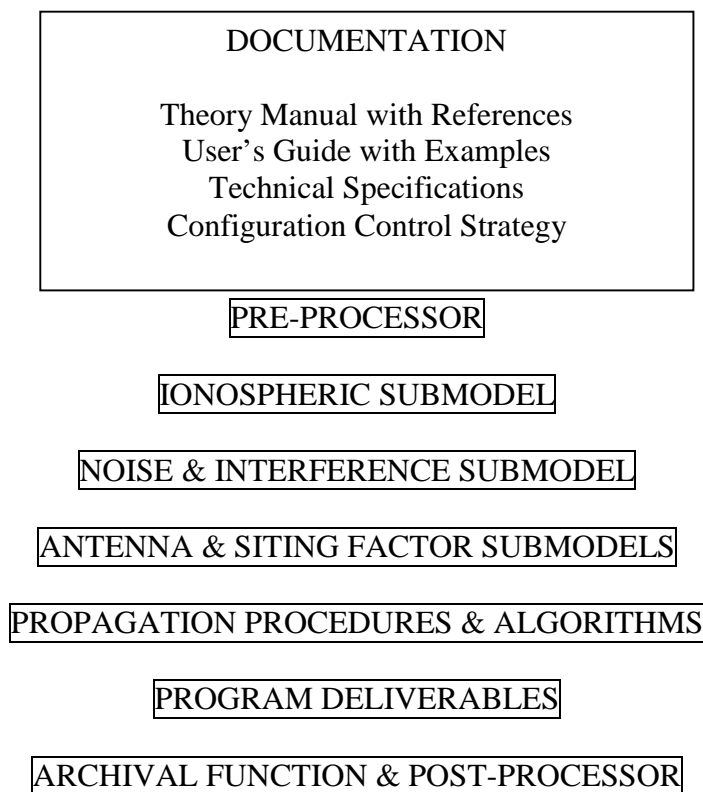 DOCUMENTATION
Theory Manual with References
User’s Guide with Examples
Technical Specifications
Configuration Control Strategy
PRE-PROCESSOR
IONOSPHERIC SUBMODEL
NOISE & INTERFERENCE SUBMODEL
ANTENNA & SITING FACTOR SUBMODELS
PROPAGATION PROCEDURES & ALGORITHMS
PROGRAM DELIVERABLES
ARCHIVAL FUNCTION & POST-PROCESSOR